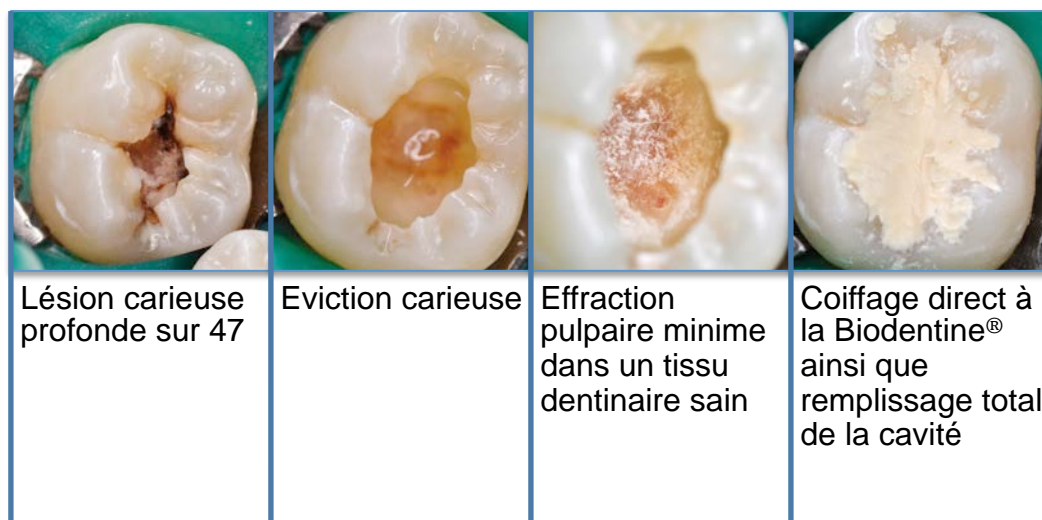 Lésion carieuse
profonde sur 47
Eviction carieuse
Effraction
pulpaire minime
dans un tissu
dentinaire sain
Coiffage direct à
la Biodentine®
ainsi que
remplissage total
de la cavité